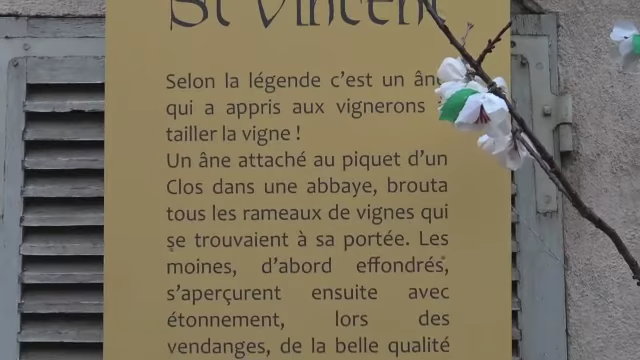 St Vincent
Selon la légende c'est un âne
qui a appris aux vignerons
tailler la vigne !
Un âne attaché au piquet d'un
Clos dans une abbaye, brouta
tous les rameaux de vignes qui
se trouvaient à sa portée. Les
moines, d'abord effondrés,
s'aperçurent ensuite avec
étonnement, lors des
vendanges, de la belle qualité